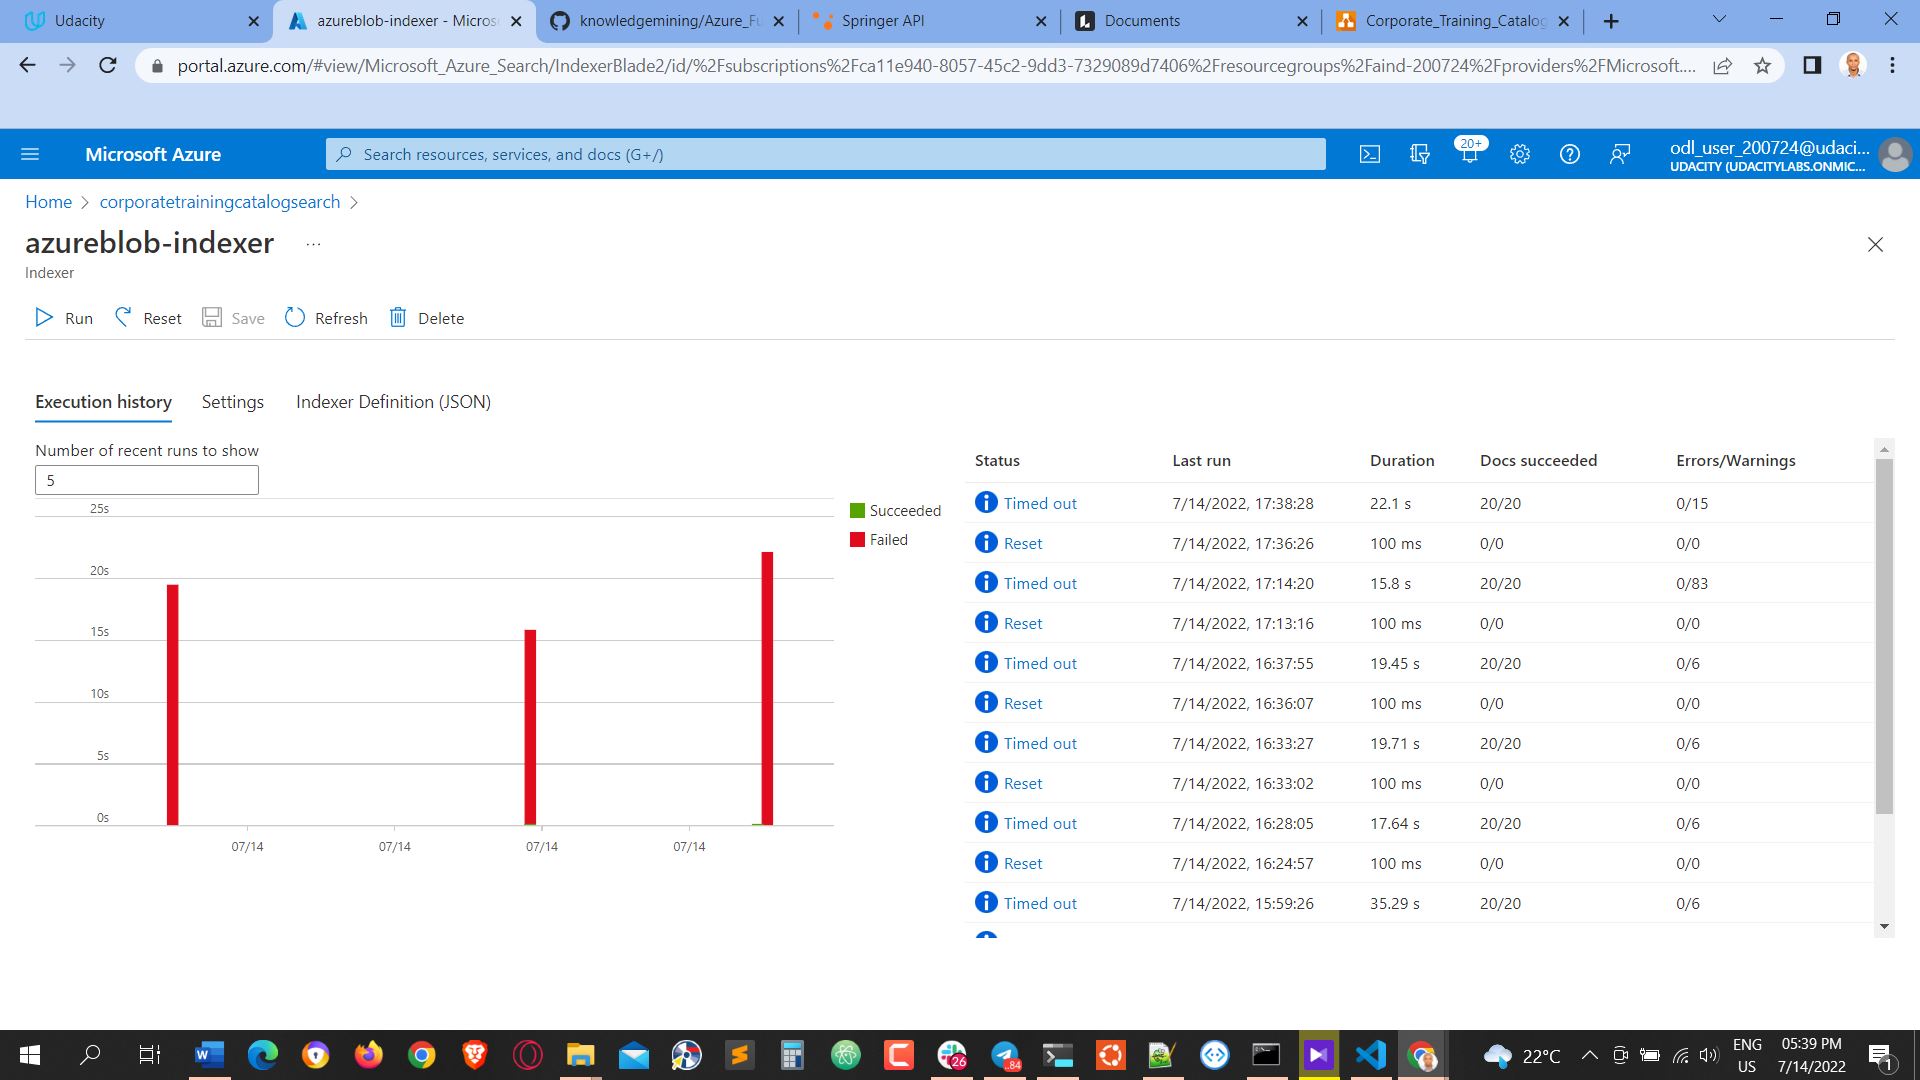 Udacity
azureblob-indexer - Micros
knowledgemining/Azure_Fu
Springer API
Documents
Corporate_Training_Catalog
portal.azure.com/#view/Microsoft_Azure_Search/IndexerBlade2/id/%2Fsubscriptions%2Fca11e940-8057-45c2-9dd3-7329089d7406%2Fresourcegroups%2Faind-200724%2Fproviders%2FMicrosoft....
Microsoft Azure
Search resources, services, and docs (G+/)
20+
odl_user_200724@udaci...
UDACITY (UDACITYLABS.ONMIC...
Home
corporatetrainingcatalogsearch
azureblob-indexer
...
Indexer
Run
Reset
Save
Refresh
Delete
Execution history
Settings
Indexer Definition (JSON)
Number of recent runs to show
5
25s
20s
15s
10s
5s
0s
07/14
07/14
07/14
07/14
Succeeded
Failed
Status Last run Duration Docs succeeded Errors/Warnings
Timed out 7/14/2022, 17:38:28 22.1 s 20/20 0/15
Reset 7/14/2022, 17:36:26 100 ms 0/0 0/0
Timed out 7/14/2022, 17:14:20 15.8 s 20/20 0/83
Reset 7/14/2022, 17:13:16 100 ms 0/0 0/0
Timed out 7/14/2022, 16:37:55 19.45 s 20/20 0/6
Reset 7/14/2022, 16:36:07 100 ms 0/0 0/0
Timed out 7/14/2022, 16:33:27 19.71 s 20/20 0/6
Reset 7/14/2022, 16:33:02 100 ms 0/0 0/0
Timed out 7/14/2022, 16:28:05 17.64 s 20/20 0/6
Reset 7/14/2022, 16:24:57 100 ms 0/0 0/0
Timed out 7/14/2022, 15:59:26 35.29 s 20/20 0/6
26
.84
22°C
ENG
US
05:39 PM
7/14/2022
1